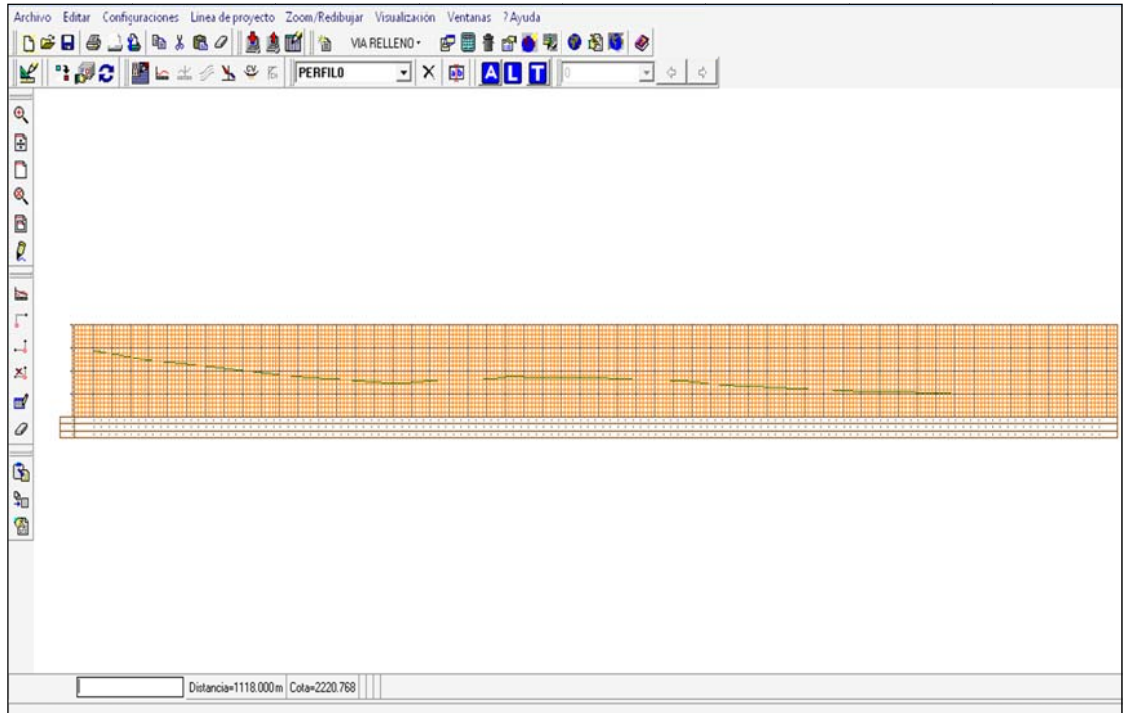 Archivo Editar Configuraciones Linea de proyecto Zoom/Redibujar Visualización Ventanas ? Ayuda
VIA RELLENO
PERFIL0 A L T 0
Distancia=1118.000 m Cota=2220.768